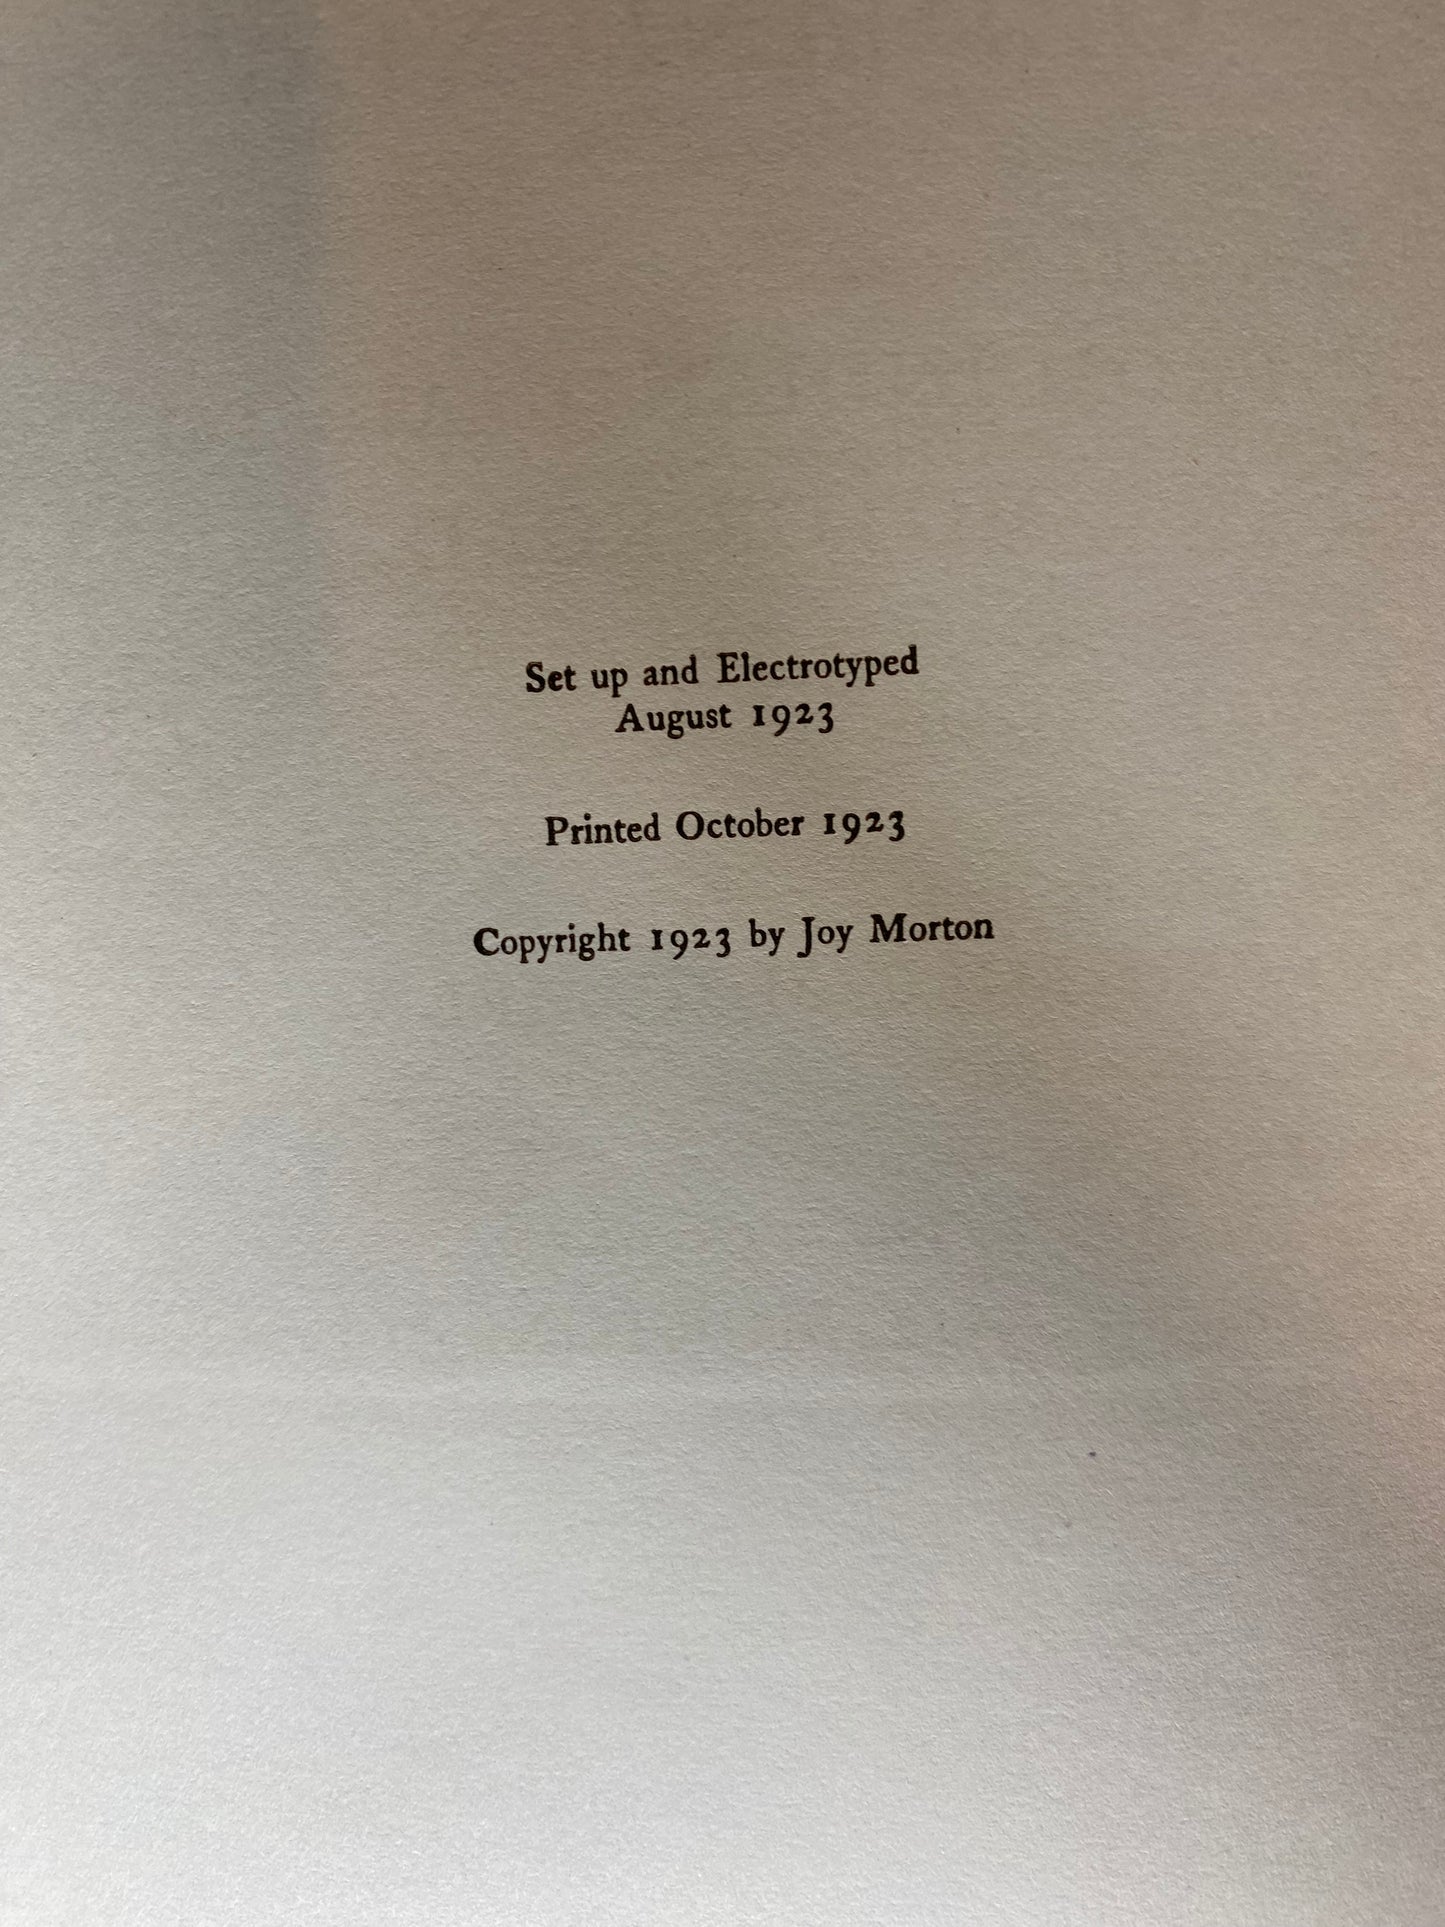 Set up and Electrotyped
August 1923
Printed October 1923
Copyright 1923 by Joy Morton